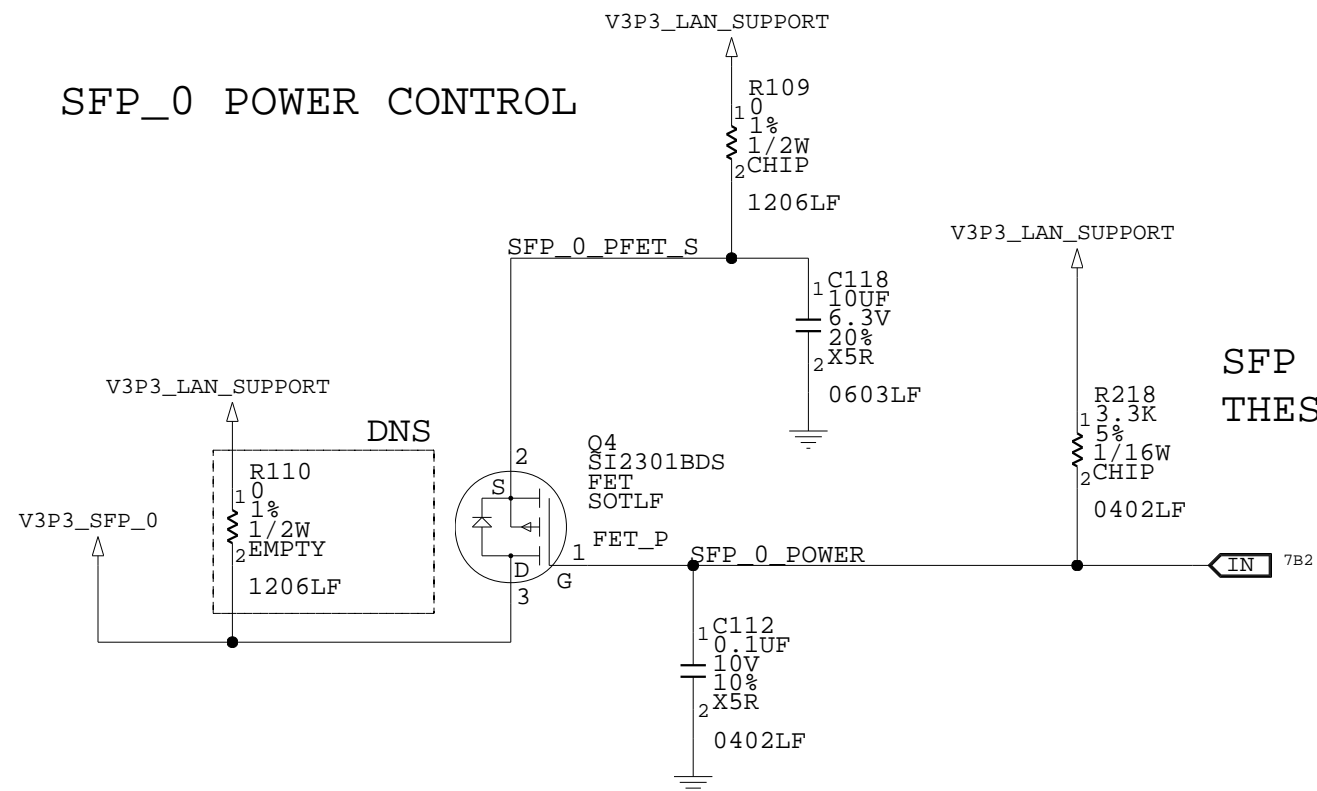 V3P3_LAN_SUPPORT
SFP_0 POWER CONTROL
R109
1 0
1%
1/2W
2 CHIP
1206LF
V3P3_LAN_SUPPORT
SFP_0_PFET_S
1 C118
10UF
6.3V
20%
2 X5R
0603LF
SFP
THES
V3P3_LAN_SUPPORT
DNS
R110
1 0
1%
1/2W
2 EMPTY
1206LF
V3P3_SFP_0
2
S
D
3
G
1
Q4
SI2301BDS
FET
SOTLF
FET_P
R218
1 3.3K
5%
1/16W
2 CHIP
0402LF
SFP_0_POWER
IN 7B2
1 C112
0.1UF
10V
10%
2 X5R
0402LF